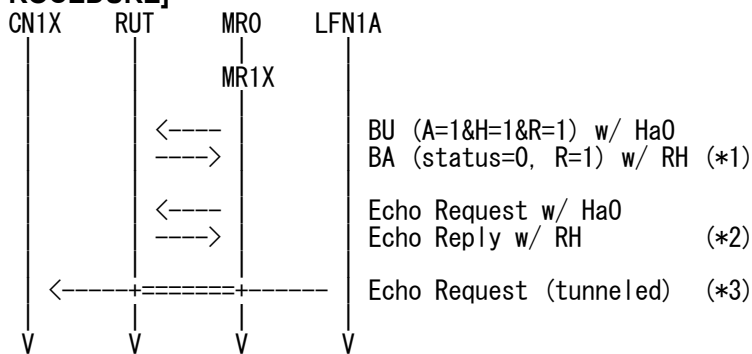 ROCEDURE]
CN1X RUT MR0 LFN1A
MR1X
<---- BU (A=1&H=1&R=1) w/ HaO
----> BA (status=0, R=1) w/ RH (*1)
<---- Echo Request w/ HaO
----> Echo Reply w/ RH (*2)
<-----+=======+------ Echo Request (tunneled) (*3)
V V V V